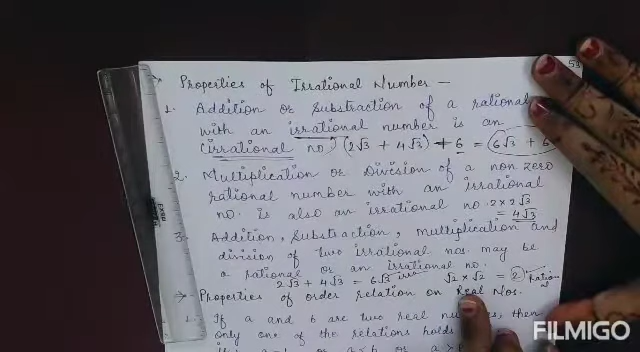 53
→ Properties of Irrational Number –
1. Addition or Substraction of a rational
with an irrational number is an
irrational no. (2√3 + 4√3) + 6 = 6√3 + 6
2. Multiplication or Division of a non zero
rational number with an irrational
no. is also an irrational no. 2 × 2√3
= 4√3
3. Addition, Substraction, multiplication and
division of two irrational nos. may be
a rational or an irrational no.
2√3 + 4√3 = 6√3 irra √2 × √2 = 2 Ration
al
→ Properties of order relation on Real Nos.
1. If a and b are two real then
only one of the relations holds
a > b
FILMIGO